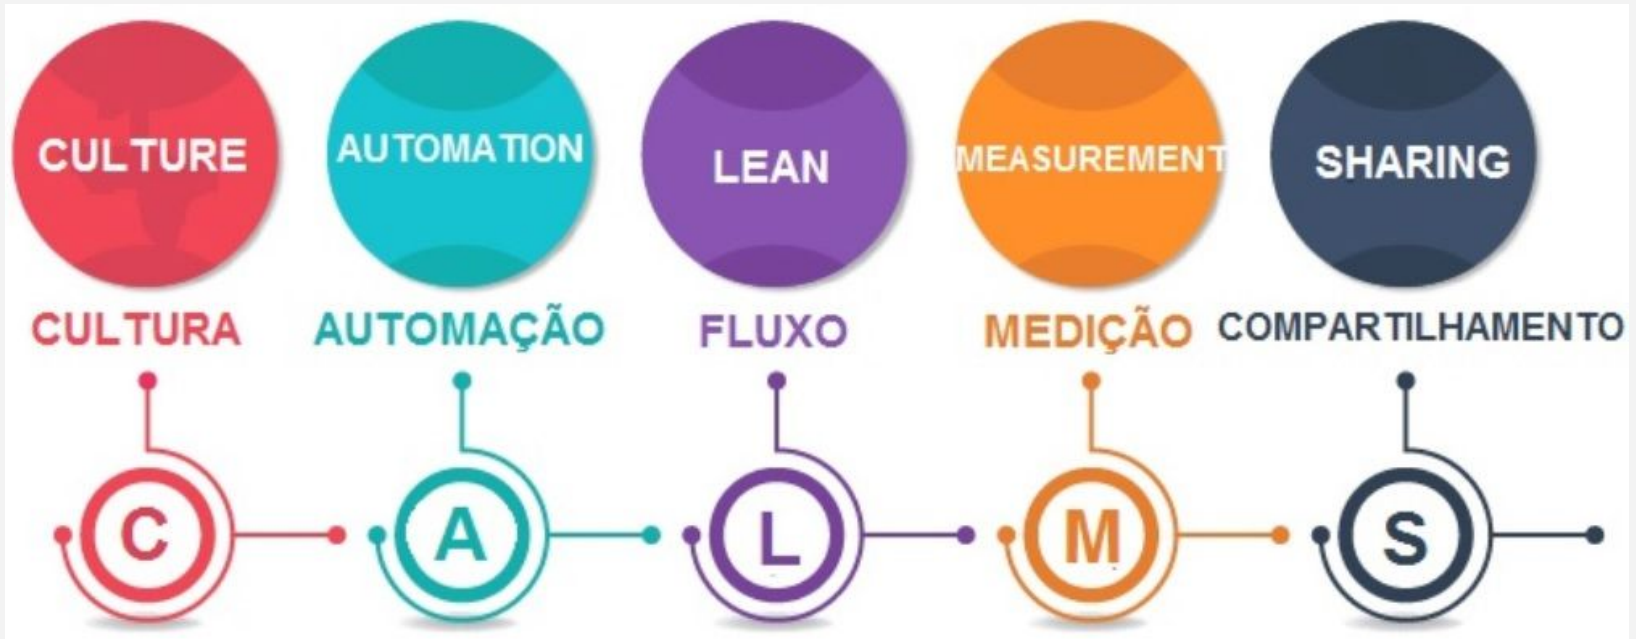 CULTURE AUTOMATION LEAN MEASUREMENT SHARING
CULTURA AUTOMAÇÃO FLUXO MEDIÇÃO COMPARTILHAMENTO
C A L M S